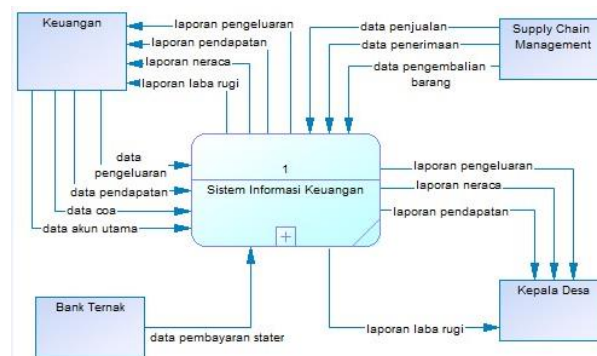 Keuangan
laporan pengeluaran
laporan pendapatan
laporan neraca
laporan laba rugi
data penjualan
data penerimaan
data pengembalian
barang
Supply Chain
Management
data
pengeluaran
data pendapatan
data coa
data akun utama
1
Sistem Informasi Keuangan
laporan pengeluaran
laporan neraca
laporan pendapatan
Bank Ternak
data pembayaran stater
laporan laba rugi
Kepala Desa